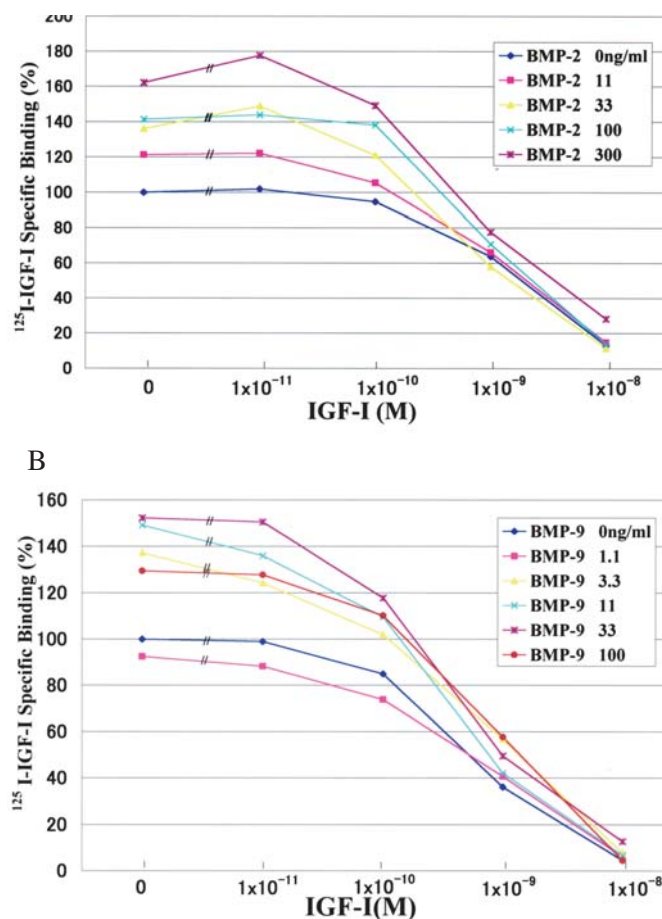 200
180
160
140
120
100
80
60
40
20
0
¹²⁵I-IGF-I Specific Binding (%)
BMP-2 0ng/ml
BMP-2 11
BMP-2 33
BMP-2 100
BMP-2 300
0 1x10⁻¹¹ 1x10⁻¹⁰ 1x10⁻⁹ 1x10⁻⁸
IGF-I (M)
B
160
140
120
100
80
60
40
20
0
¹²⁵ I-IGF-I Specific Binding (%)
BMP-9 0ng/ml
BMP-9 1.1
BMP-9 3.3
BMP-9 11
BMP-9 33
BMP-9 100
0 1x10⁻¹¹ 1x10⁻¹⁰ 1x10⁻⁹ 1x10⁻⁸
IGF-I(M)